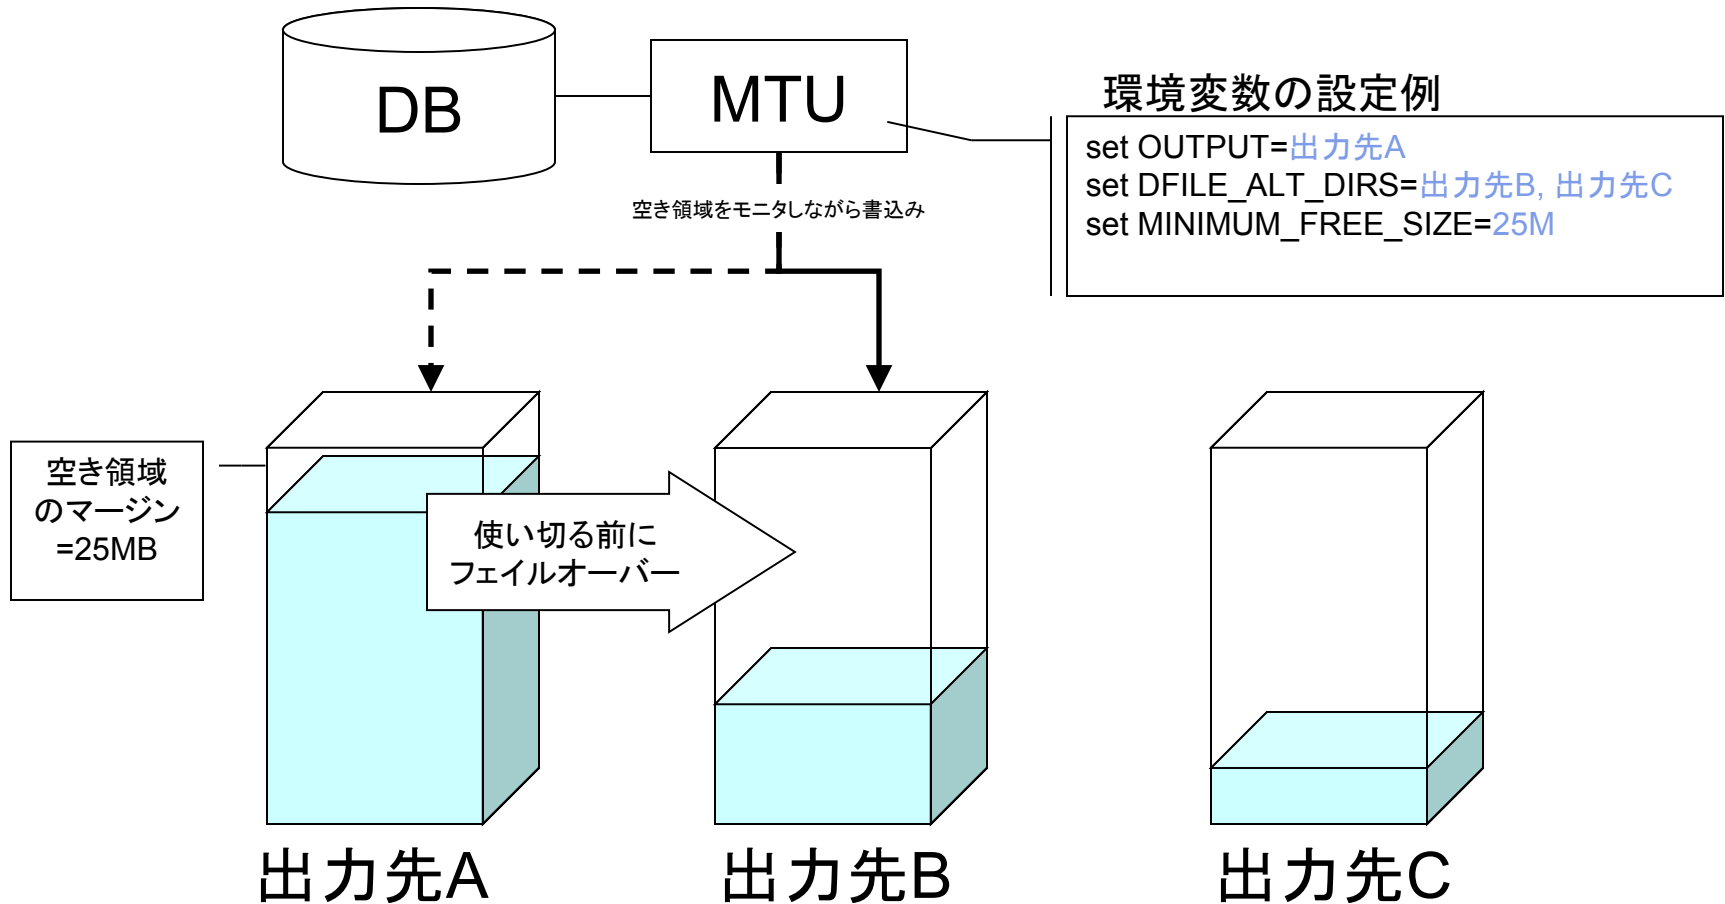 DB
MTU
環境変数の設定例
set OUTPUT=出力先A
set DFILE_ALT_DIRS=出力先B, 出力先C
set MINIMUM_FREE_SIZE=25M
空き領域をモニタしながら書込み
空き領域
のマージン
=25MB
使い切る前に
フェイルオーバー
出力先A
出力先B
出力先C